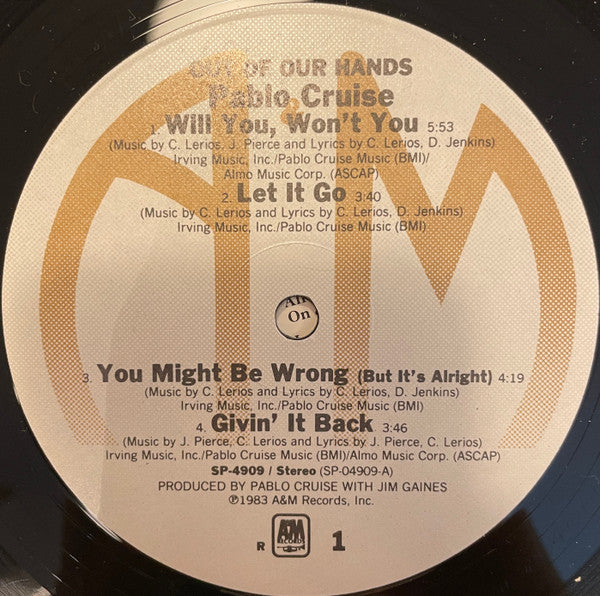 OUT OF OUR HANDS
Pablo Cruise
1. Will You, Won't You 5:53
(Music by C. Lerios, J. Pierce and Lyrics by C. Lerios, D. Jenkins)
Irving Music, Inc./Pablo Cruise Music (BMI)/
Almo Music Corp. (ASCAP)
2. Let It Go 3:40
(Music by C. Lerios and Lyrics by C. Lerios, D. Jenkins)
Irving Music, Inc./Pablo Cruise Music (BMI)
On
3. You Might Be Wrong (But It's Alright) 4:19
(Music by C. Lerios and Lyrics by C. Lerios, D. Jenkins)
Irving Music, Inc./Pablo Cruise Music (BMI)
4. Givin' It Back 3:46
(Music by J. Pierce, C. Lerios and Lyrics by J. Pierce, C. Lerios)
Irving Music, Inc./Pablo Cruise Music (BMI)/Almo Music Corp. (ASCAP)
SP-4909 / Stereo (SP-04909-A)
PRODUCED BY PABLO CRUISE WITH JIM GAINES
℗1983 A&M Records, Inc.
R A&M RECORDS 1